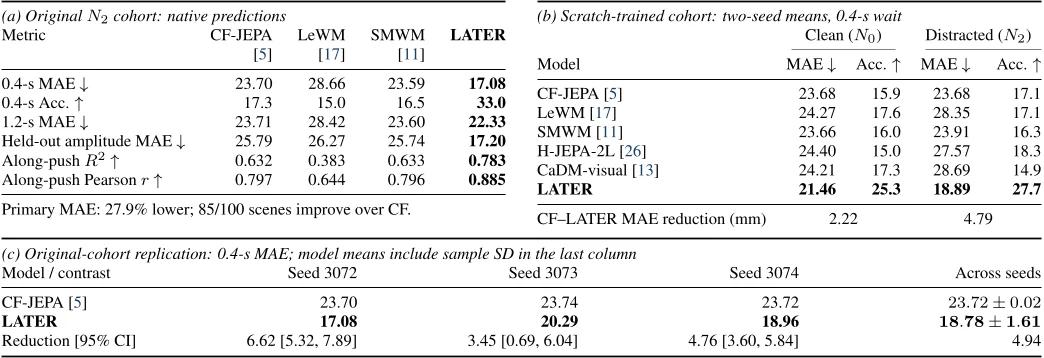 (a) Original N2 cohort: native predictions
Metric CF-JEPA LeWM SMWM LATER
[5] [17] [11]
0.4-s MAE ↓ 23.70 28.66 23.59 17.08
0.4-s Acc. ↑ 17.3 15.0 16.5 33.0
1.2-s MAE ↓ 23.71 28.42 23.60 22.33
Held-out amplitude MAE ↓ 25.79 26.27 25.74 17.20
Along-push R² ↑ 0.632 0.383 0.633 0.783
Along-push Pearson r ↑ 0.797 0.644 0.796 0.885
Primary MAE: 27.9% lower; 85/100 scenes improve over CF.
(b) Scratch-trained cohort: two-seed means, 0.4-s wait
Clean (N0) Distracted (N2)
Model MAE ↓ Acc. ↑ MAE ↓ Acc. ↑
CF-JEPA [5] 23.68 15.9 23.68 17.1
LeWM [17] 24.27 17.6 28.35 17.1
SMWM [11] 23.66 16.0 23.91 16.3
H-JEPA-2L [26] 24.40 15.0 27.57 18.3
CaDM-visual [13] 24.21 17.3 28.69 14.9
LATER 21.46 25.3 18.89 27.7
CF–LATER MAE reduction (mm) 2.22 4.79
(c) Original-cohort replication: 0.4-s MAE; model means include sample SD in the last column
Model / contrast Seed 3072 Seed 3073 Seed 3074 Across seeds
CF-JEPA [5] 23.70 23.74 23.72 23.72 ± 0.02
LATER 17.08 20.29 18.96 18.78 ± 1.61
Reduction [95% CI] 6.62 [5.32, 7.89] 3.45 [0.69, 6.04] 4.76 [3.60, 5.84] 4.94